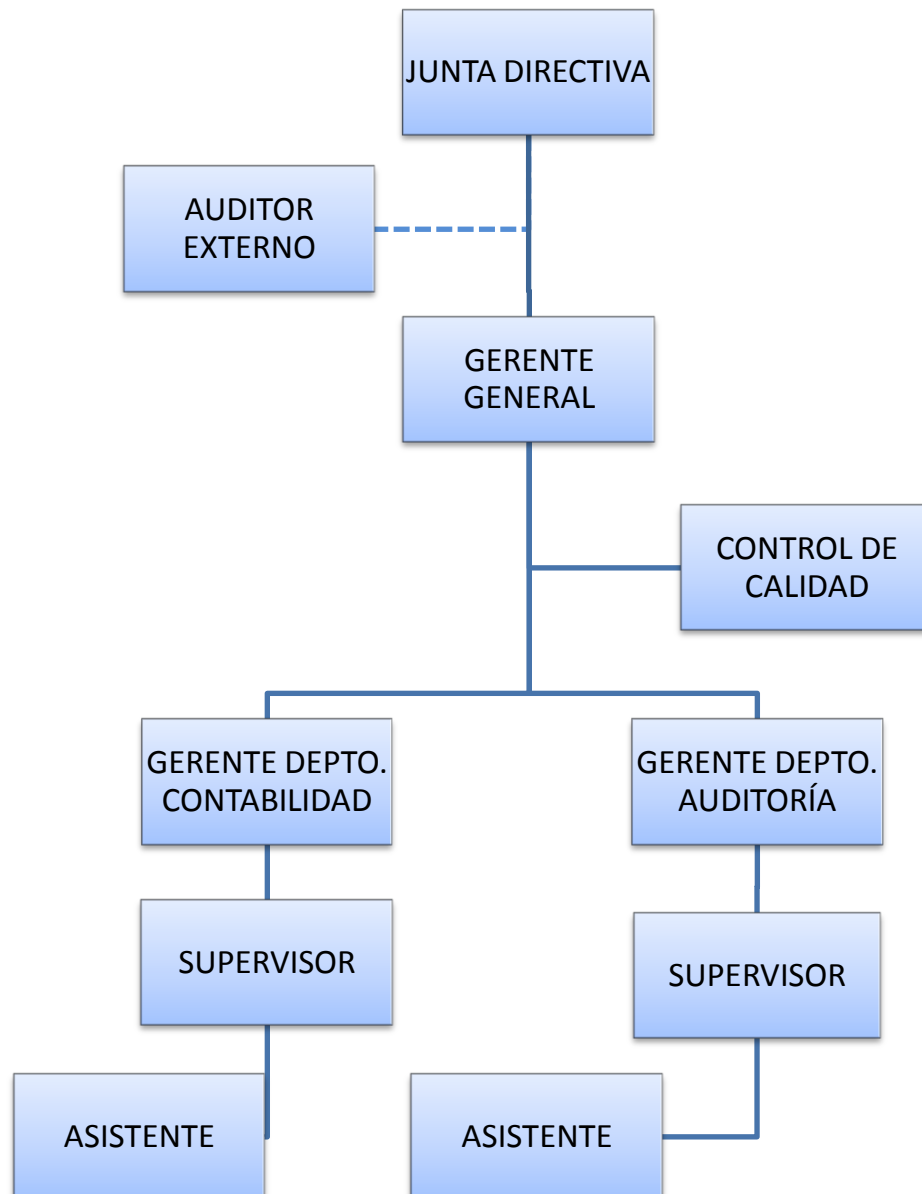 JUNTA DIRECTIVA
AUDITOR
EXTERNO
GERENTE
GENERAL
CONTROL DE
CALIDAD
GERENTE DEPTO.
CONTABILIDAD
GERENTE DEPTO.
AUDITORÍA
SUPERVISOR
SUPERVISOR
ASISTENTE
ASISTENTE